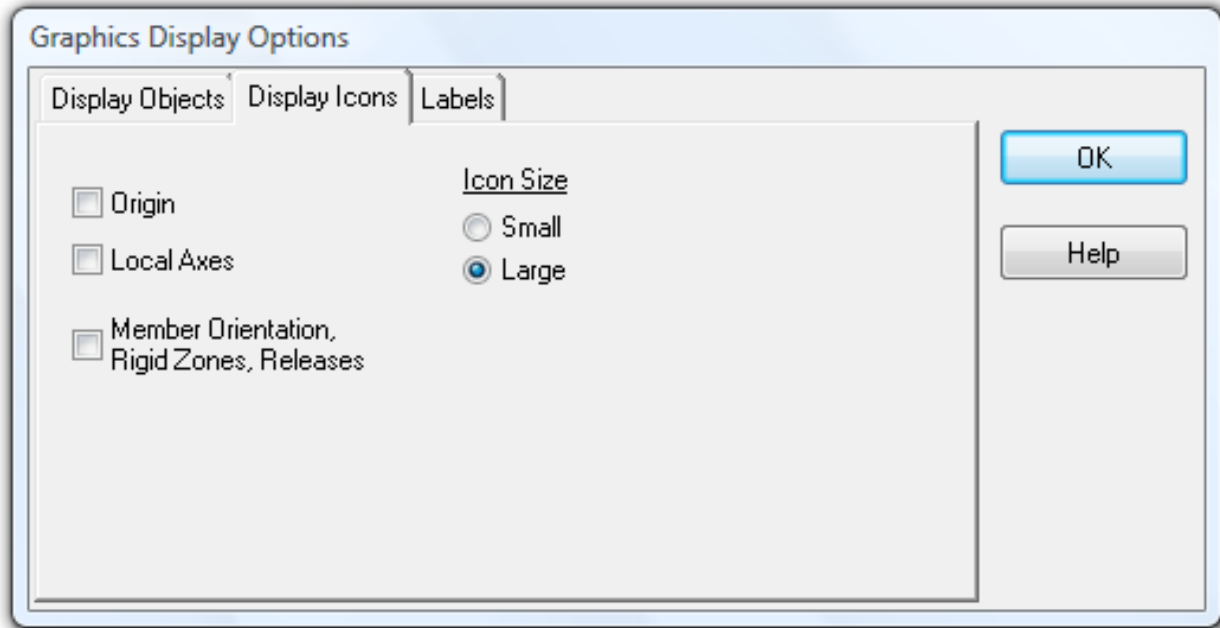 Graphics Display Options
Display Objects
Display Icons
Labels
Origin
Local Axes
Member Orientation,
Rigid Zones, Releases
Icon Size
Small
Large
OK
Help